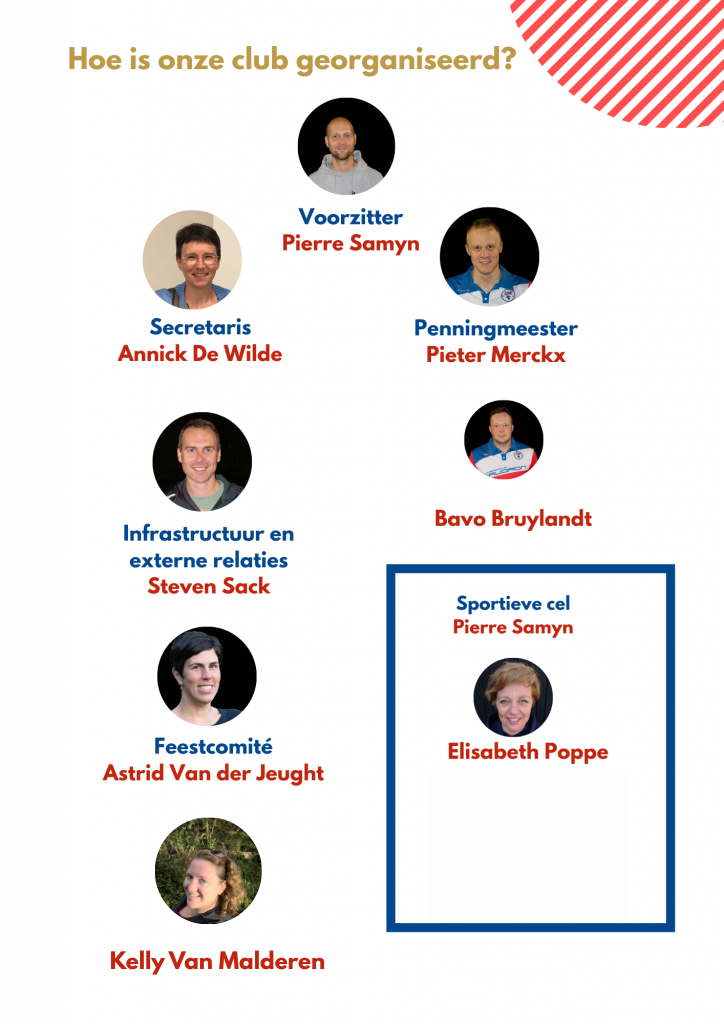 Hoe is onze club georganiseerd?
Voorzitter
Pierre Samyn
Secretaris
Annick De Wilde
Penningmeester
Pieter Merckx
Infrastructuur en
externe relaties
Steven Sack
Bavo Bruylandt
Sportieve cel
Pierre Samyn
Elisabeth Poppe
Feestcomité
Astrid Van der Jeught
Kelly Van Malderen